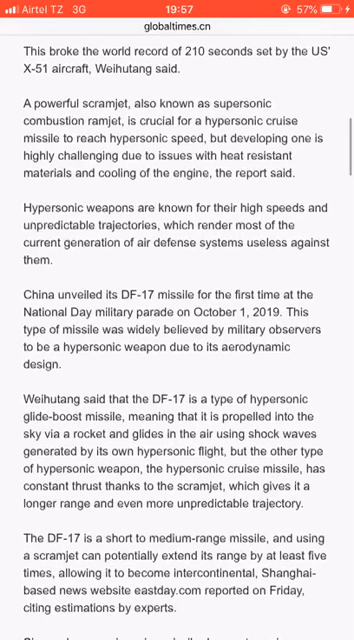 Airtel TZ 3G 19:57 57%
globaltimes.cn
This broke the world record of 210 seconds set by the US'
X-51 aircraft, Weihutang said.
A powerful scramjet, also known as supersonic
combustion ramjet, is crucial for a hypersonic cruise
missile to reach hypersonic speed, but developing one is
highly challenging due to issues with heat resistant
materials and cooling of the engine, the report said.
Hypersonic weapons are known for their high speeds and
unpredictable trajectories, which render most of the
current generation of air defense systems useless against
them.
China unveiled its DF-17 missile for the first time at the
National Day military parade on October 1, 2019. This
type of missile was widely believed by military observers
to be a hypersonic weapon due to its aerodynamic
design.
Weihutang said that the DF-17 is a type of hypersonic
glide-boost missile, meaning that it is propelled into the
sky via a rocket and glides in the air using shock waves
generated by its own hypersonic flight, but the other type
of hypersonic weapon, the hypersonic cruise missile, has
constant thrust thanks to the scramjet, which gives it a
longer range and even more unpredictable trajectory.
The DF-17 is a short to medium-range missile, and using
a scramjet can potentially extend its range by at least five
times, allowing it to become intercontinental, Shanghai-
based news website eastday.com reported on Friday,
citing estimations by experts.